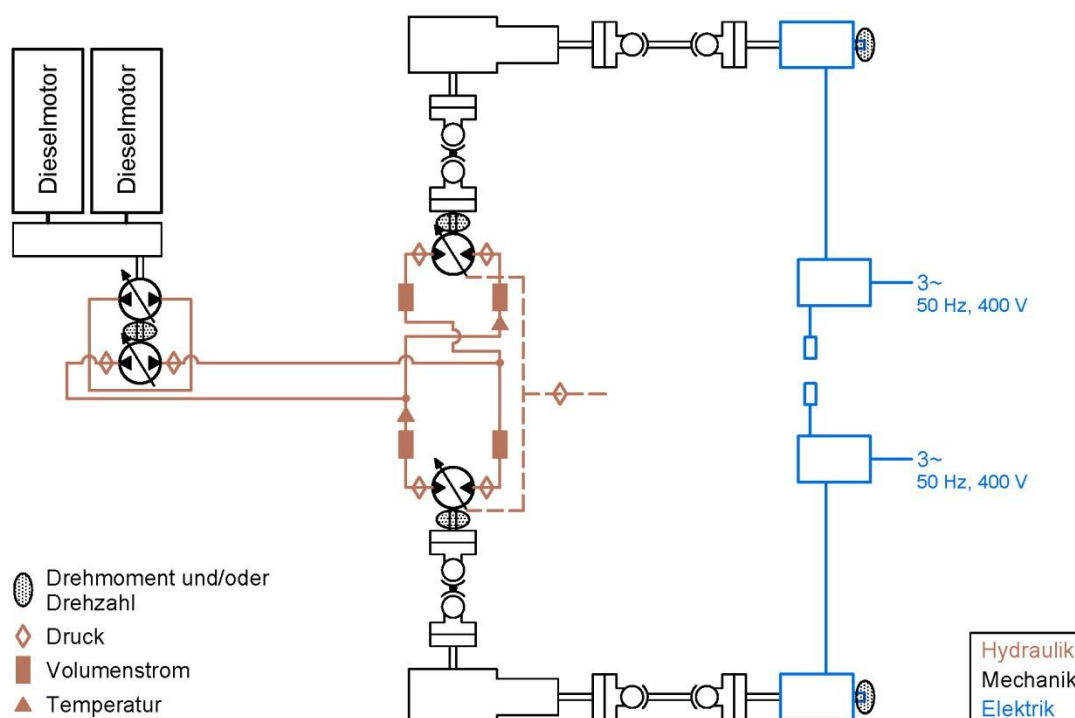 Dieselmotor
Dieselmotor
3~
50 Hz, 400 V
3~
50 Hz, 400 V
Drehmoment und/oder
Drehzahl
Druck
Volumenstrom
Temperatur
Hydraulik
Mechanik
Elektrik